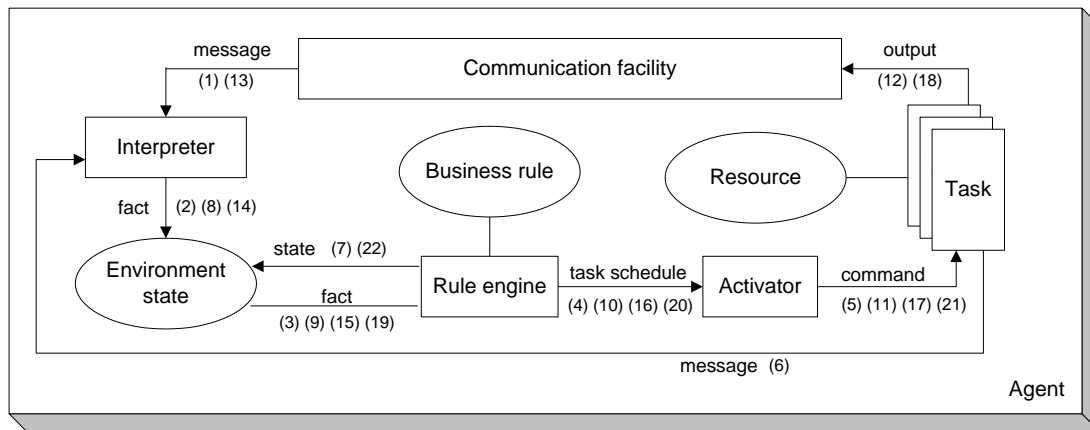 message
(1) (13)
Communication facility
output
(12) (18)
Interpreter
Business rule
Resource
Task
fact (2) (8) (14)
Environment
state
state (7) (22)
fact
(3) (9) (15) (19)
Rule engine
task schedule
(4) (10) (16) (20)
Activator
command
(5) (11) (17) (21)
message (6)
Agent